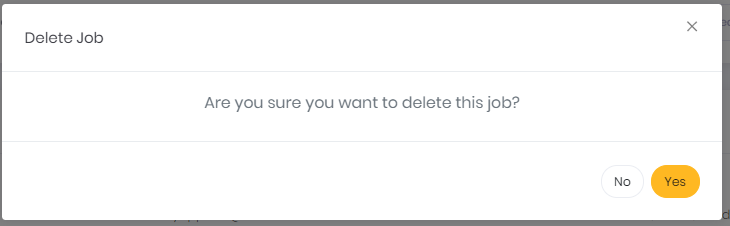 Delete Job
Are you sure you want to delete this job?
No
Yes